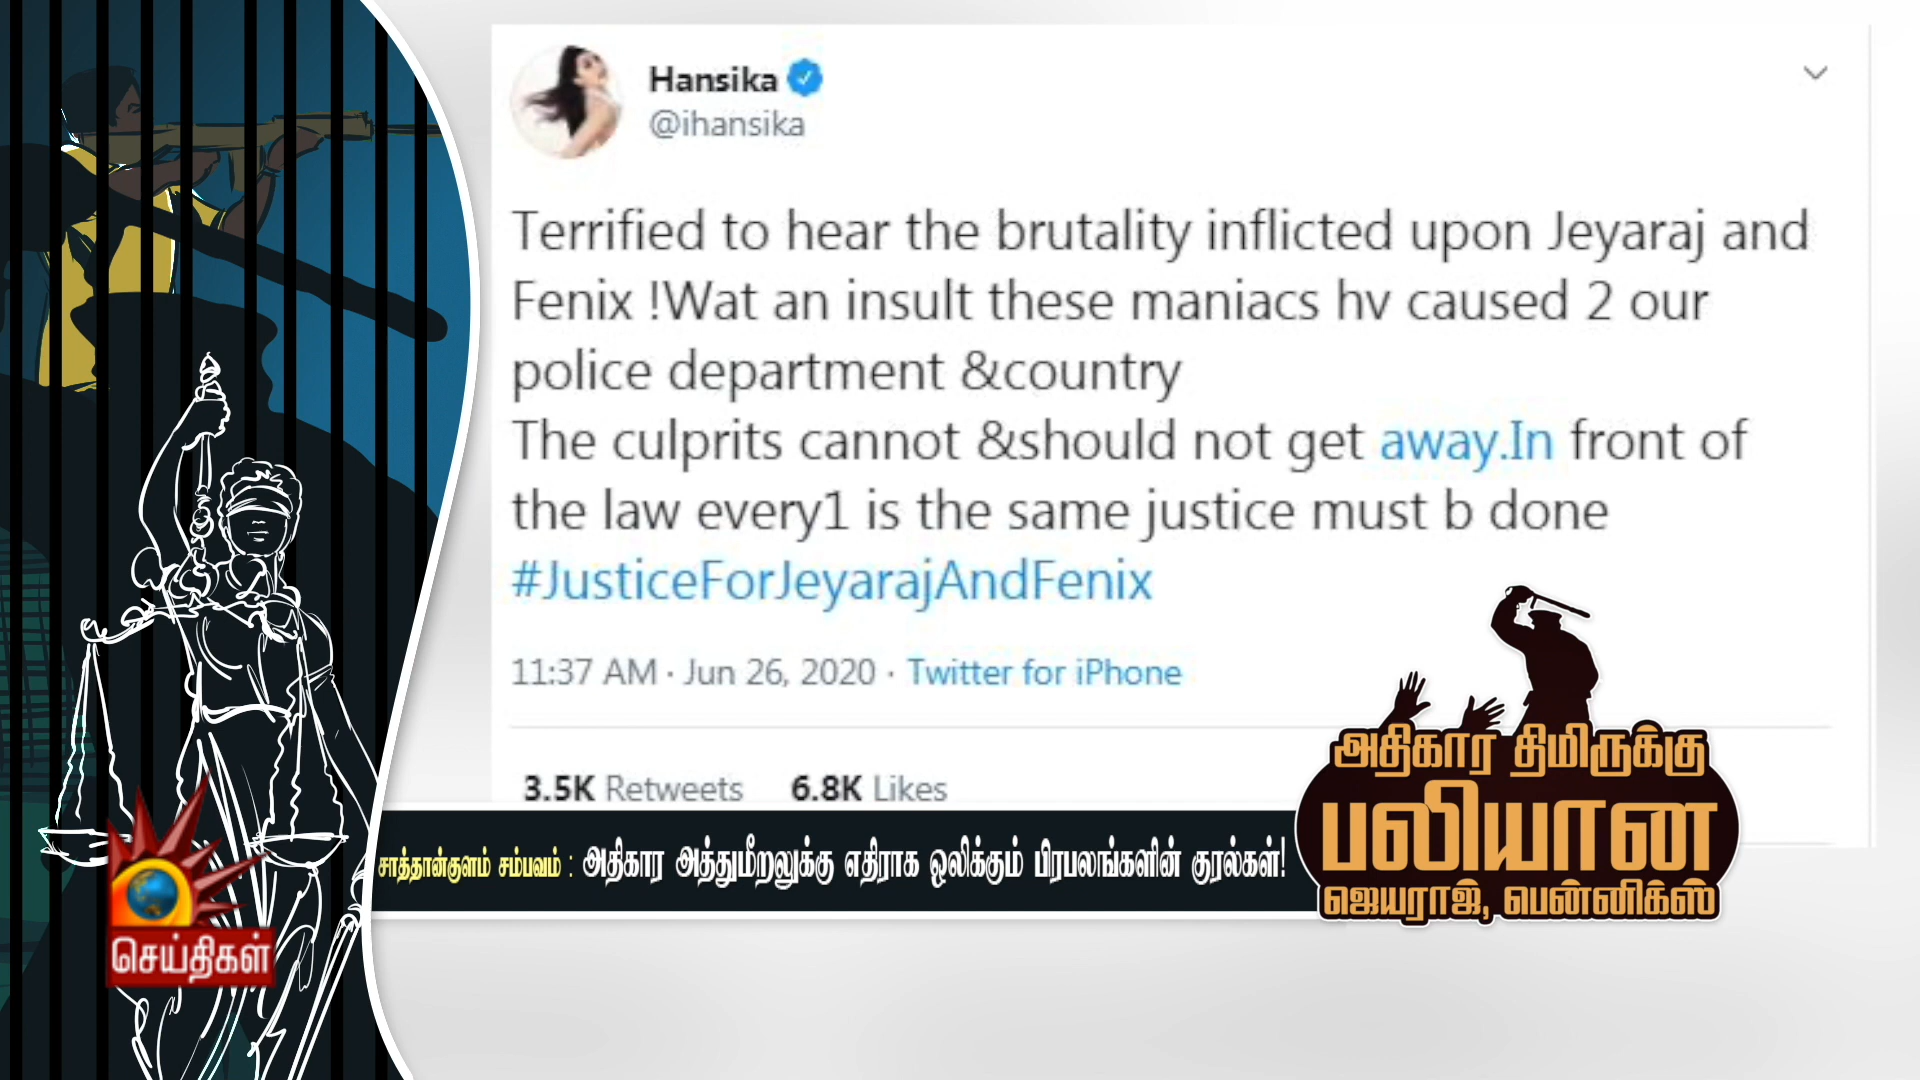 Hansika
@ihansika
Terrified to hear the brutality inflicted upon Jeyaraj and
Fenix !Wat an insult these maniacs hv caused 2 our
police department &country
The culprits cannot &should not get away.In front of
the law every1 is the same justice must b done
#JusticeForJeyarajAndFenix
11:37 AM · Jun 26, 2020 · Twitter for iPhone
3.5K Retweets 6.8K Likes
அதிகார திமிருக்கு
பலியான
ஜெயராஜ், பென்னிக்ஸ்
சாத்தான்குளம் சம்பவம் : அதிகார அத்துமீறலுக்கு எதிராக ஒலிக்கும் பிரபலங்களின் குரல்கள்!
செய்திகள்